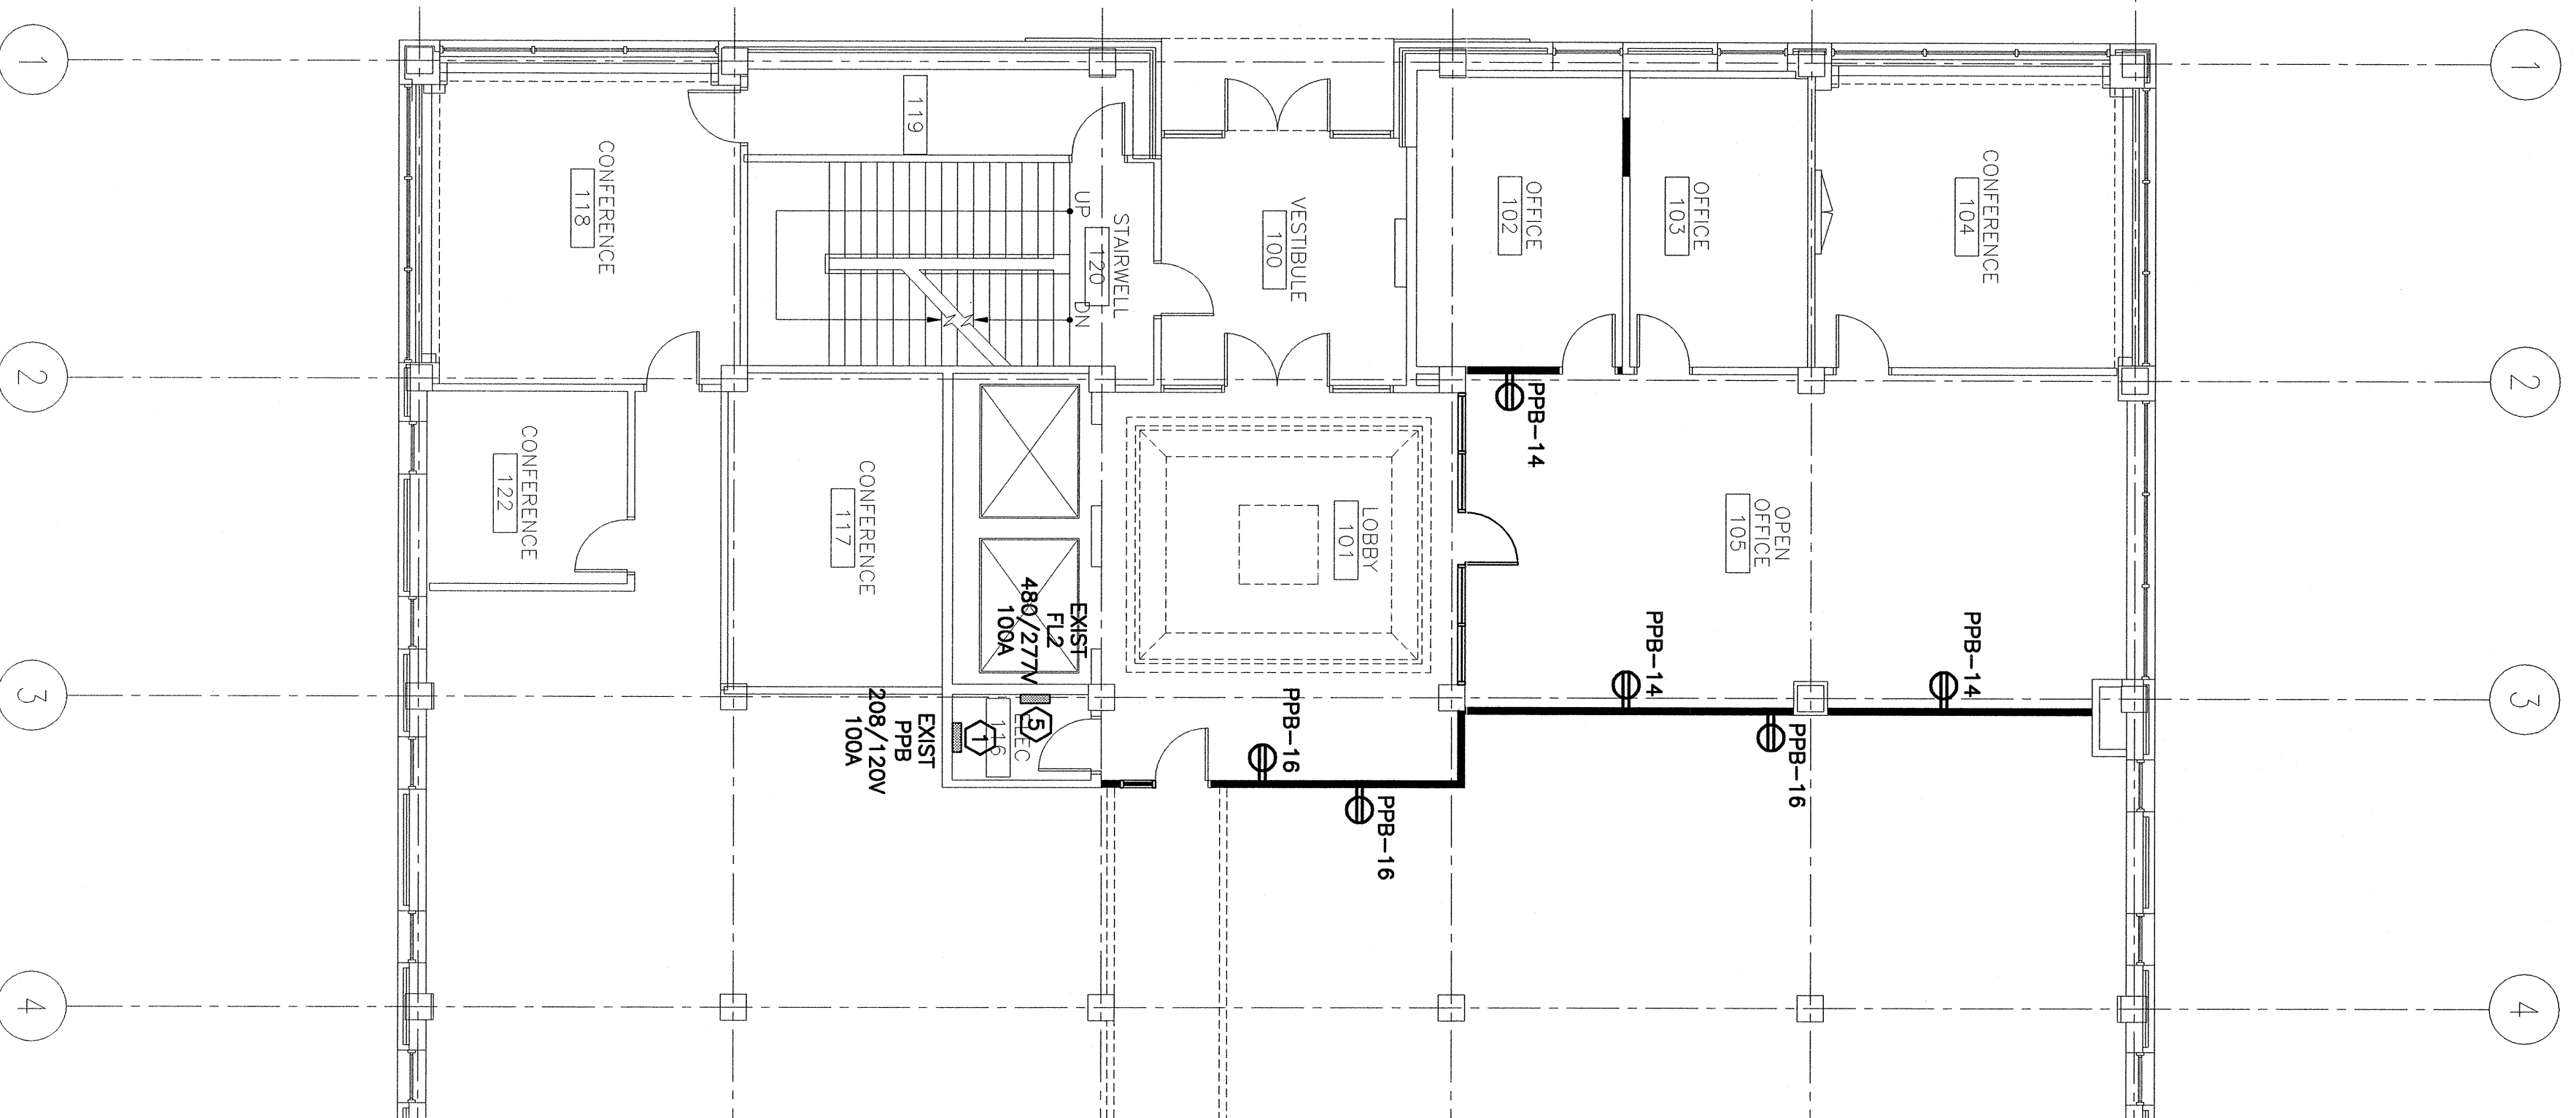 1
2
3
4
1
2
3
4
CONFERENCE
118
119
UP
DN
STAIRWELL
120
VESTIBULE
100
OFFICE
102
OFFICE
103
CONFERENCE
104
CONFERENCE
122
CONFERENCE
117
LOBBY
101
OPEN
OFFICE
105
PPB-14
PPB-14
PPB-14
PPB-16
PPB-16
PPB-16
EXIST
FL2
480/277V
100A
EXIST
PPB
208/120V
100A
ELEC
116
5
1